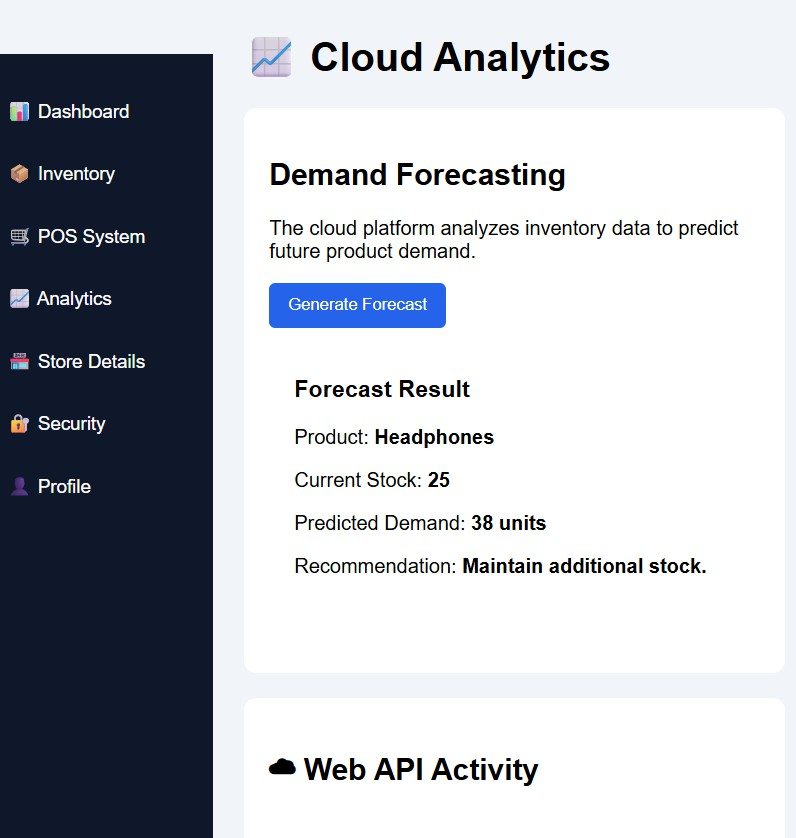 Cloud Analytics
Dashboard
Inventory
POS System
Analytics
Store Details
Security
Profile
Demand Forecasting
The cloud platform analyzes inventory data to predict
future product demand.
Generate Forecast
Forecast Result
Product: Headphones
Current Stock: 25
Predicted Demand: 38 units
Recommendation: Maintain additional stock.
Web API Activity